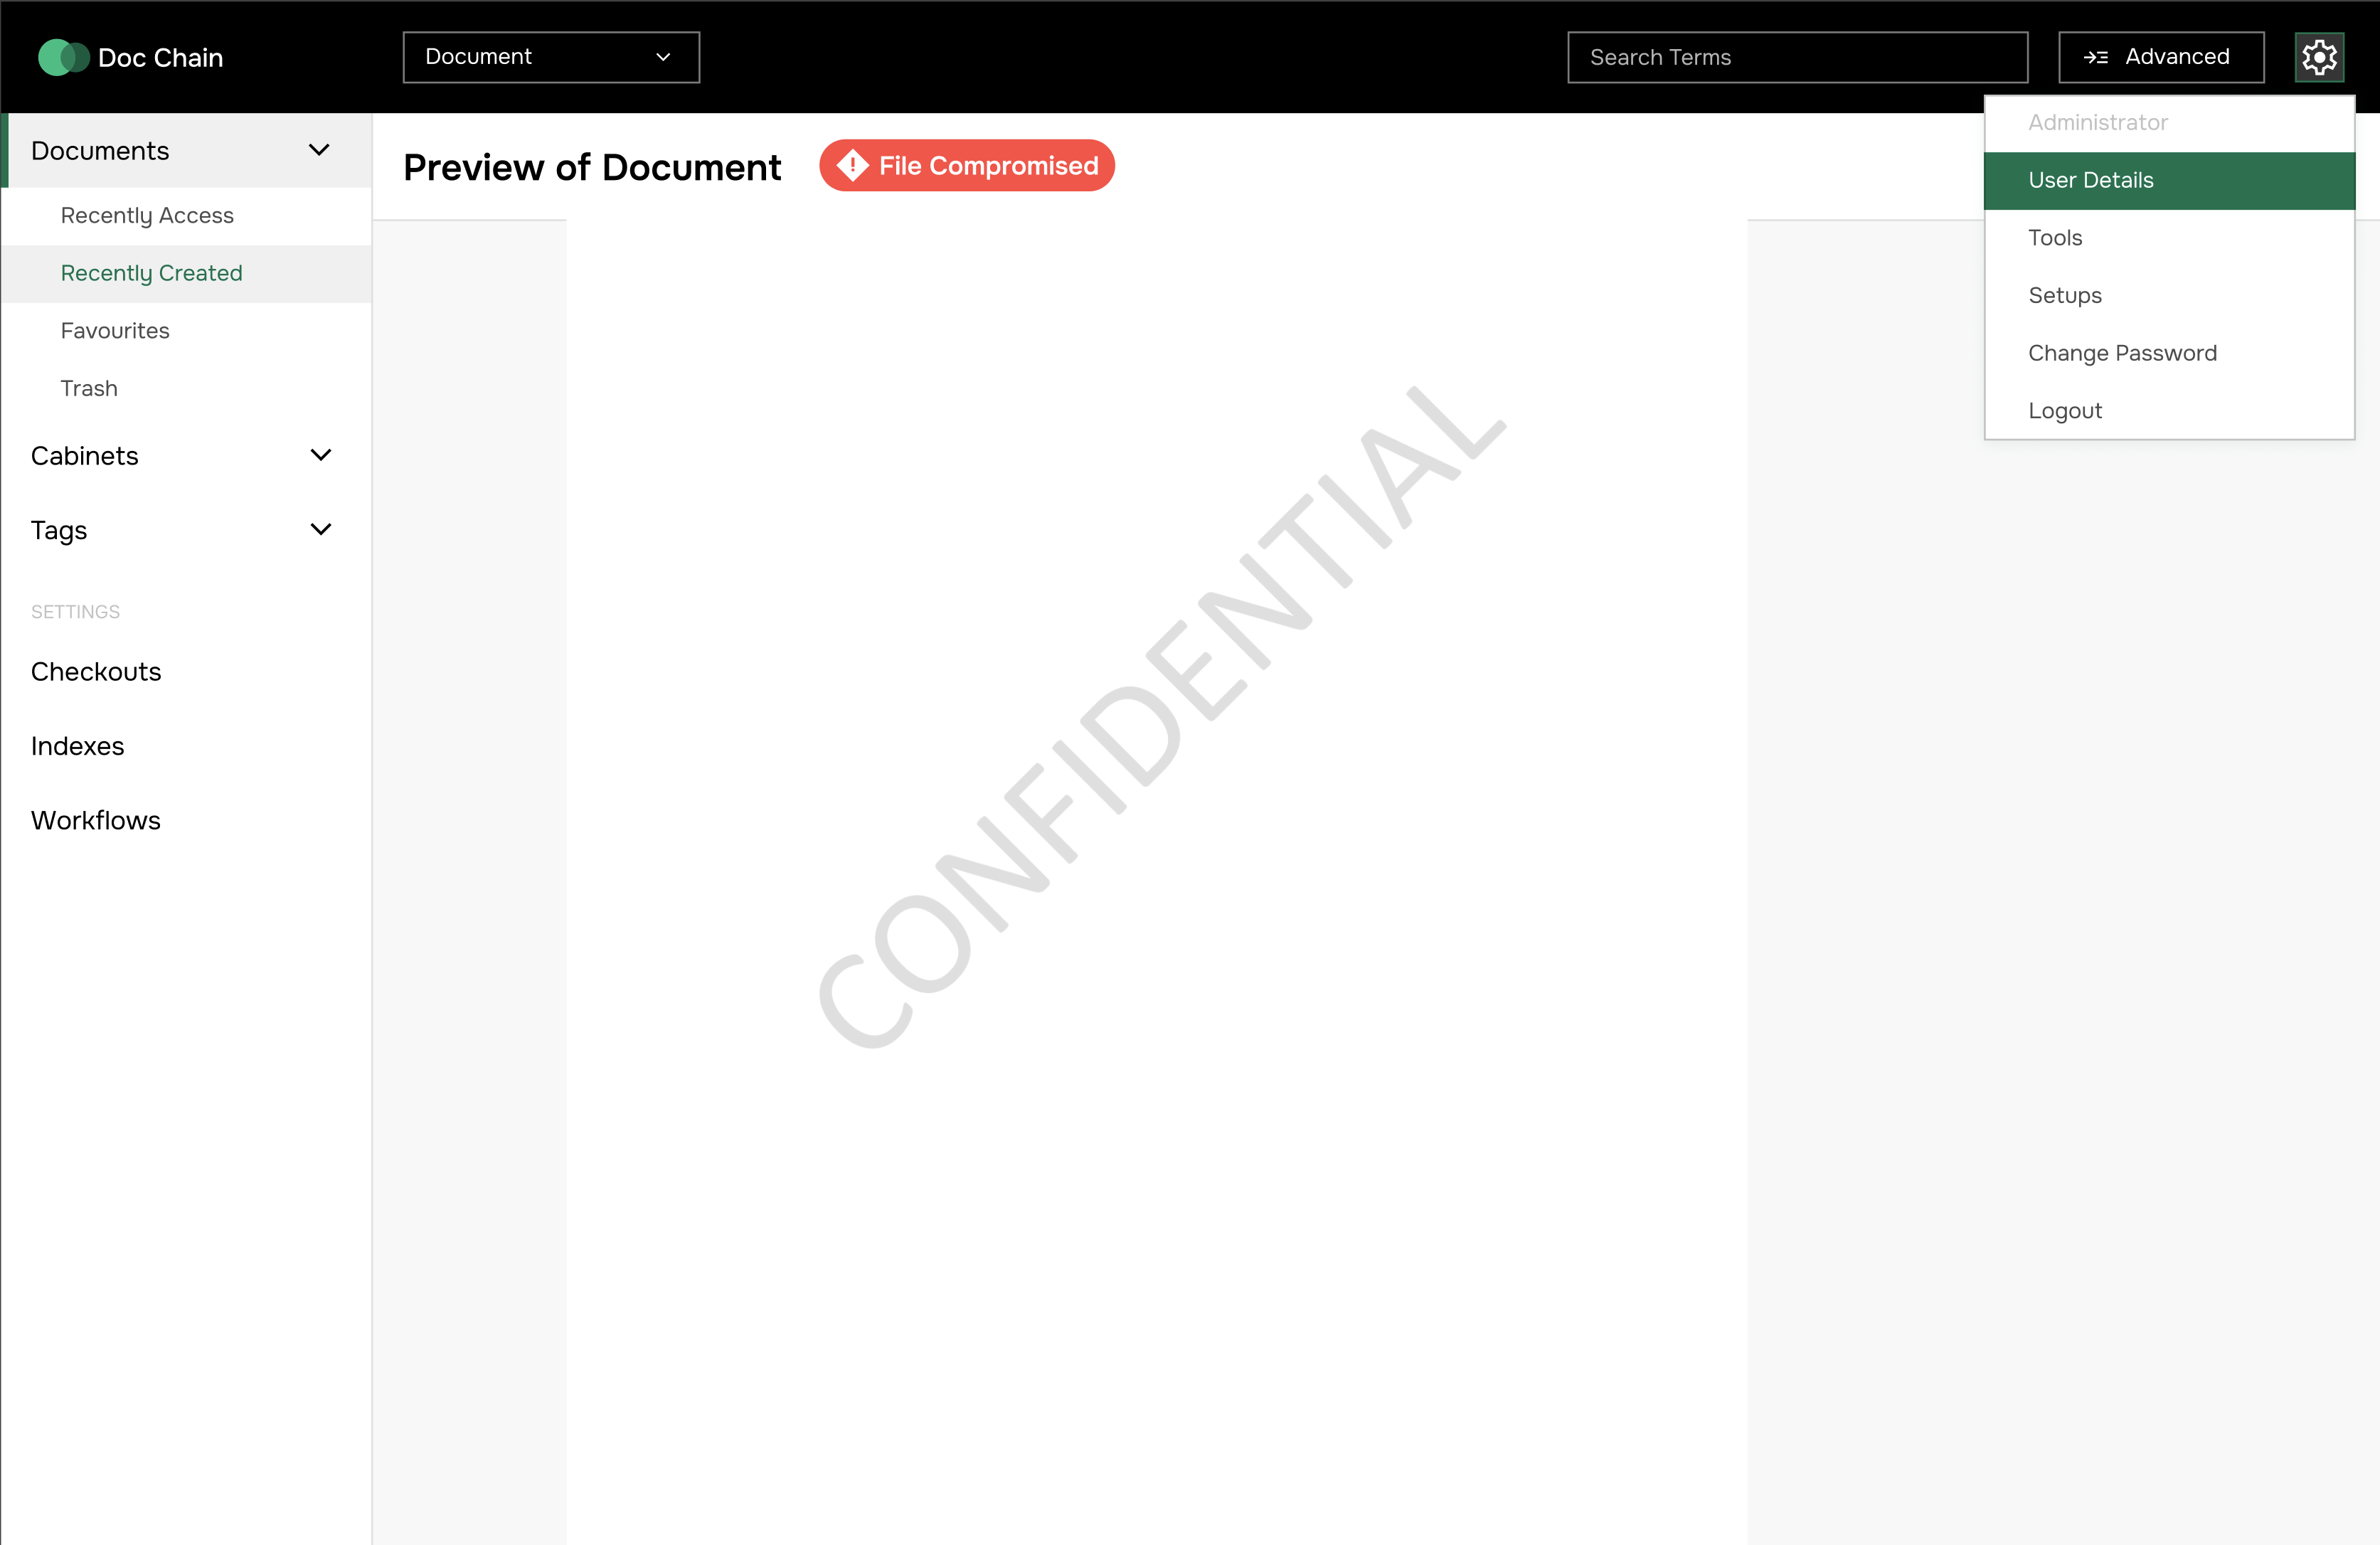 Doc Chain
Document
Search Terms
Advanced
Administrator
User Details
Tools
Setups
Change Password
Logout
Documents
Recently Access
Recently Created
Favourites
Trash
Cabinets
Tags
SETTINGS
Checkouts
Indexes
Workflows
Preview of Document
File Compromised
CONFIDENTIAL